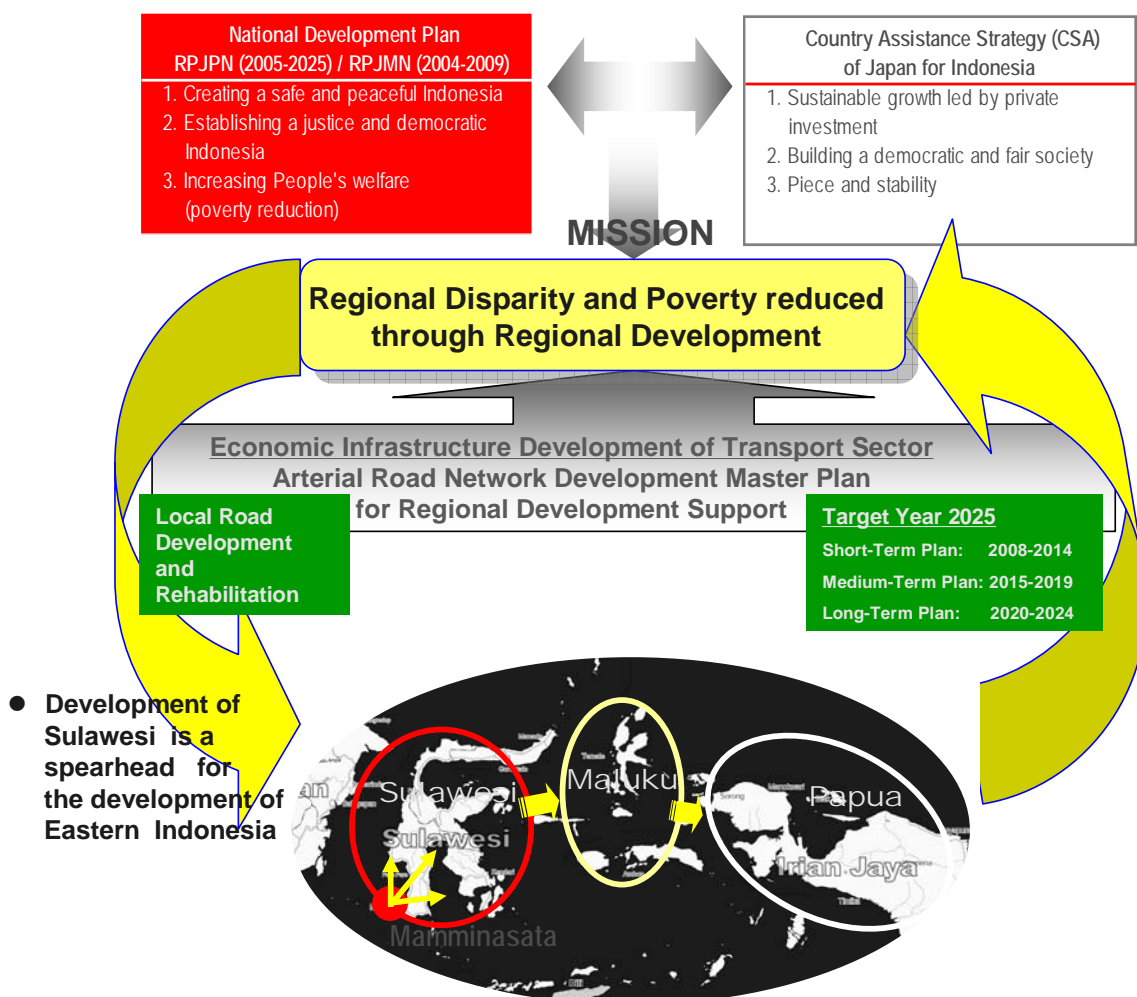 National Development Plan
RPJPN (2005-2025) / RPJMN (2004-2009)
1. Creating a safe and peaceful Indonesia
2. Establishing a justice and democratic
Indonesia
3. Increasing People's welfare
(poverty reduction)
Country Assistance Strategy (CSA)
of Japan for Indonesia
1. Sustainable growth led by private
investment
2. Building a democratic and fair society
3. Piece and stability
MISSION
Regional Disparity and Poverty reduced
through Regional Development
Economic Infrastructure Development of Transport Sector
Arterial Road Network Development Master Plan
for Regional Development Support
Local Road
Development
and
Rehabilitation
Target Year 2025
Short-Term Plan: 2008-2014
Medium-Term Plan: 2015-2019
Long-Term Plan: 2020-2024
● Development of
Sulawesi is a
spearhead for
the development of
Eastern Indonesia
Sulawesi
Maluku
Papua
Sulawesi
Irian Jaya
Mamminasata